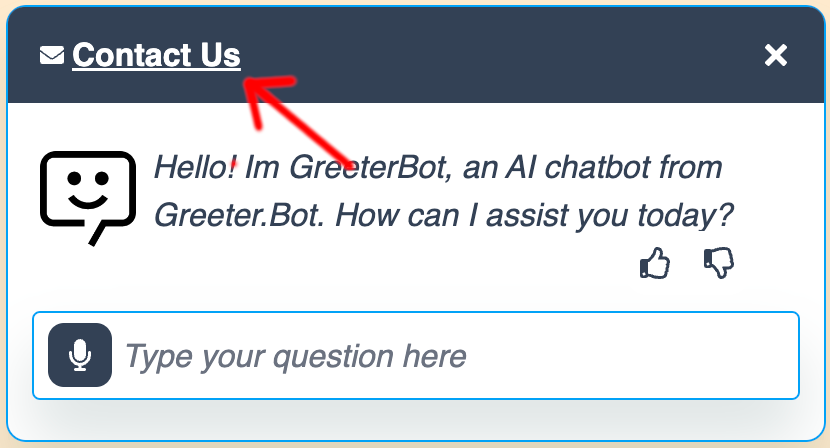 Contact Us
Hello! Im GreeterBot, an AI chatbot from
Greeter.Bot. How can I assist you today?
Type your question here